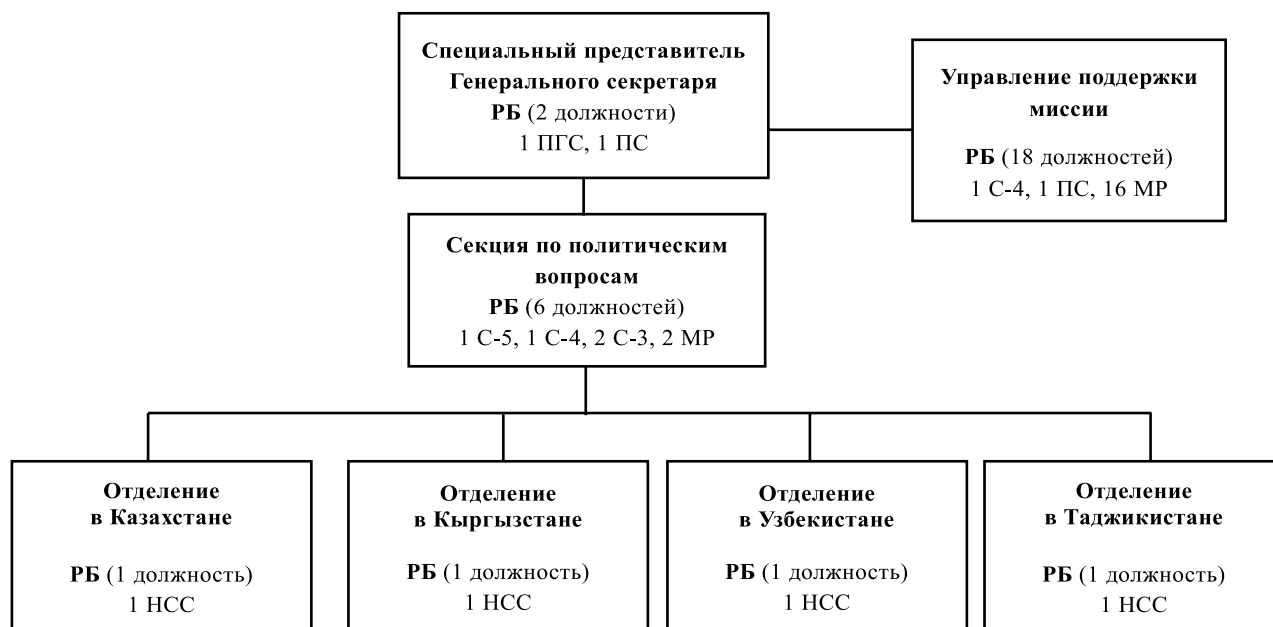 Специальный представитель
Генерального секретаря
РБ (2 должности)
1 ПГС, 1 ПС
Управление поддержки
миссии
РБ (18 должностей)
1 С-4, 1 ПС, 16 МР
Секция по политическим
вопросам
РБ (6 должностей)
1 С-5, 1 С-4, 2 С-3, 2 МР
Отделение
в Казахстане
РБ (1 должность)
1 НСС
Отделение
в Кыргызстане
РБ (1 должность)
1 НСС
Отделение
в Узбекистане
РБ (1 должность)
1 НСС
Отделение
в Таджикистане
РБ (1 должность)
1 НСС